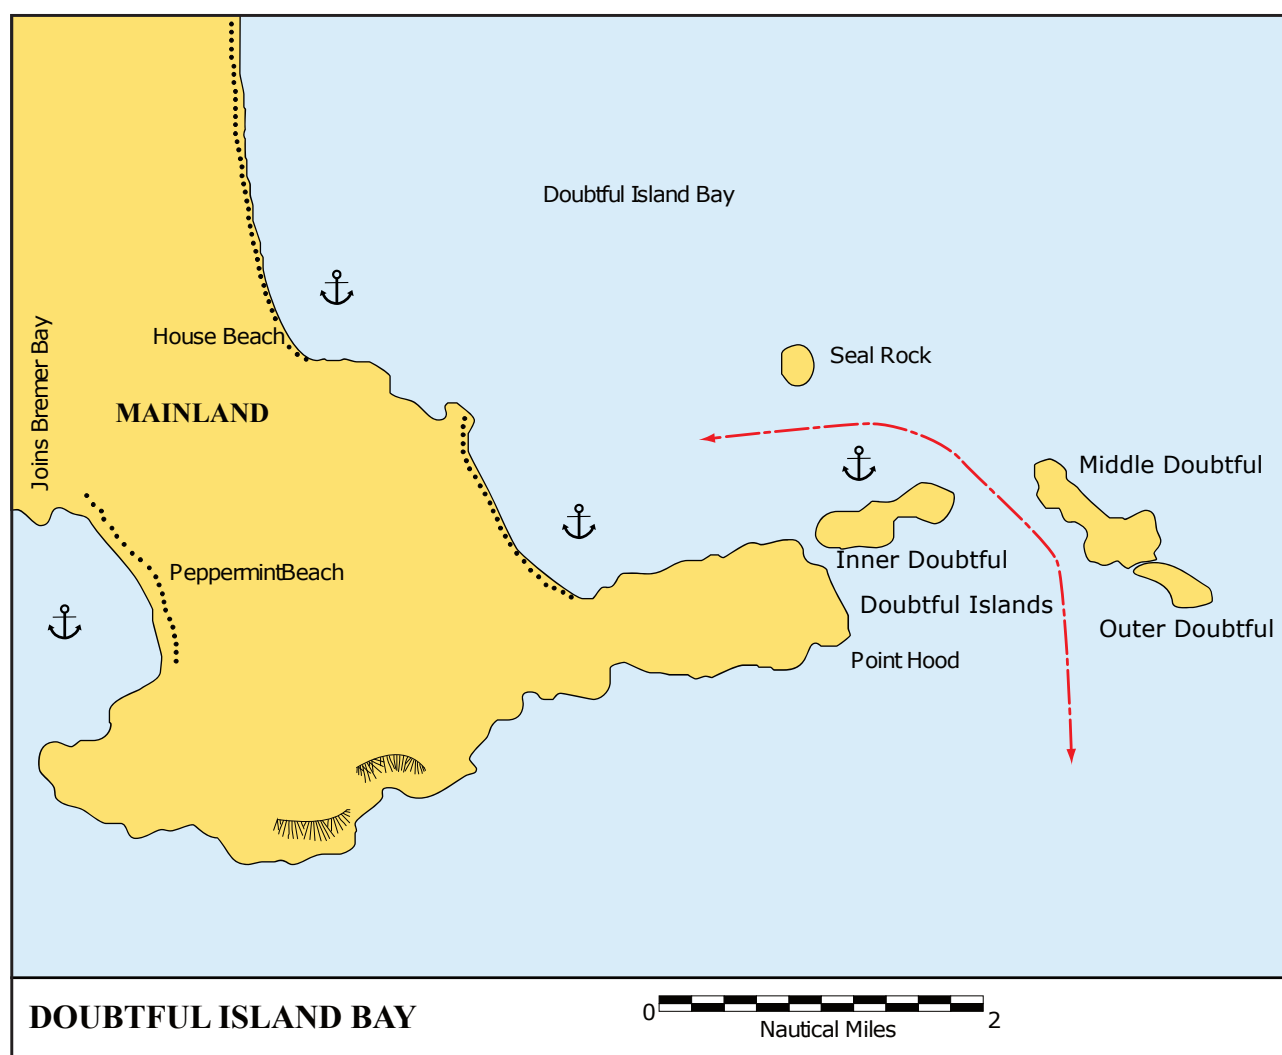 Doubtful Island Bay
House Beach
Seal Rock
Joins Bremer Bay
MAINLAND
Middle Doubtful
Inner Doubtful
PeppermintBeach
Doubtful Islands
Outer Doubtful
Point Hood
DOUBTFUL ISLAND BAY
0
2
Nautical Miles